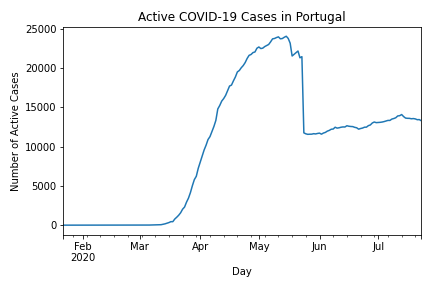 Active COVID-19 Cases in Portugal
Number of Active Cases
25000
20000
15000
10000
5000
0
Feb
2020
Mar
Apr
May
Jun
Jul
Day